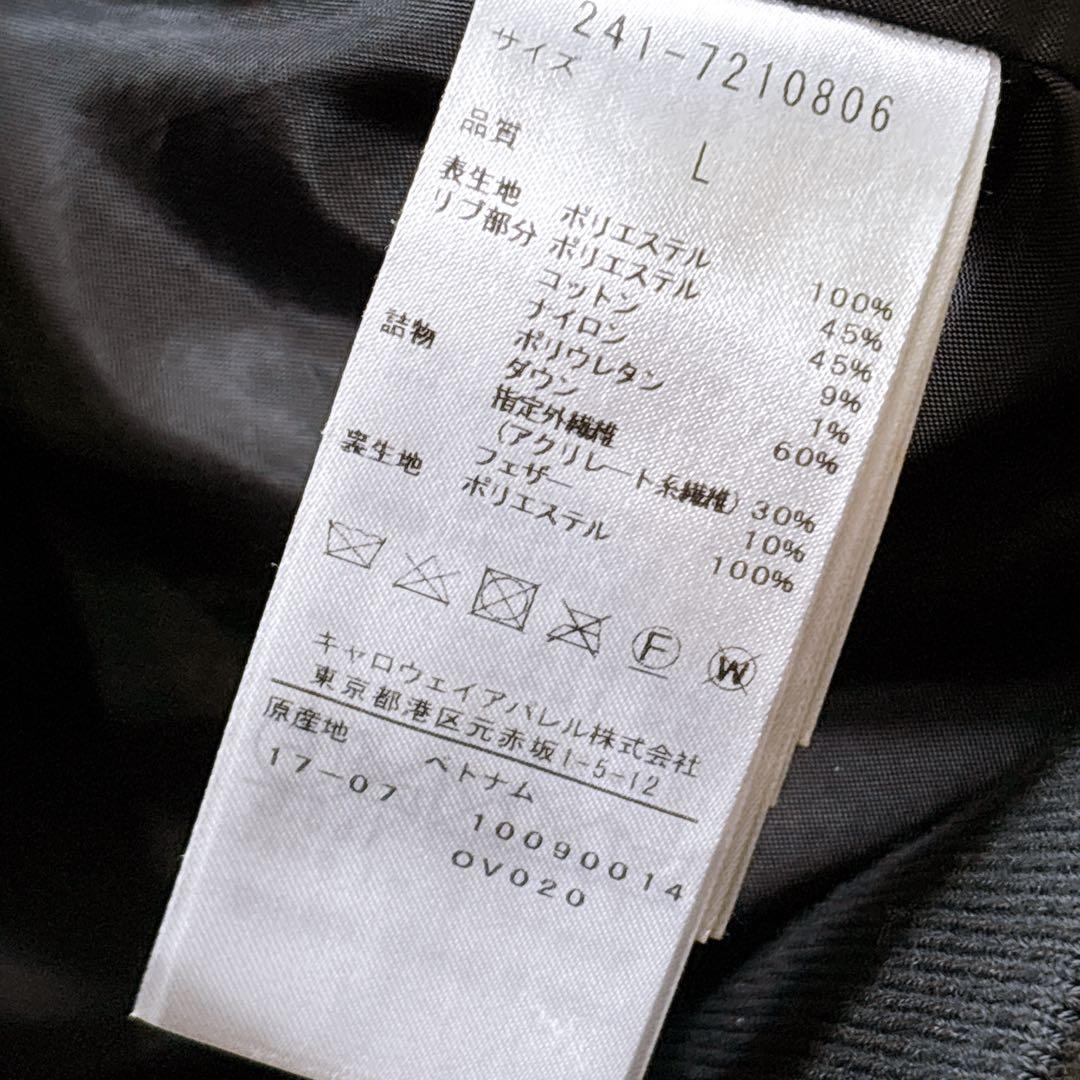 241-7210806
サイズ L
品質
表生地 ポリエステル 100%
リブ部分 ポリエステル 45%
コットン 45%
ナイロン 9%
ポリウレタン 1%
詰物 ダウン 60%
指定外繊維
(アクリレート系繊維) 30%
フェザー 10%
裏生地 ポリエステル 100%
F W
キャロウェイアパレル株式会社
東京都港区元赤坂1-5-12
原産地 ベトナム
17-07 10090014
OV020